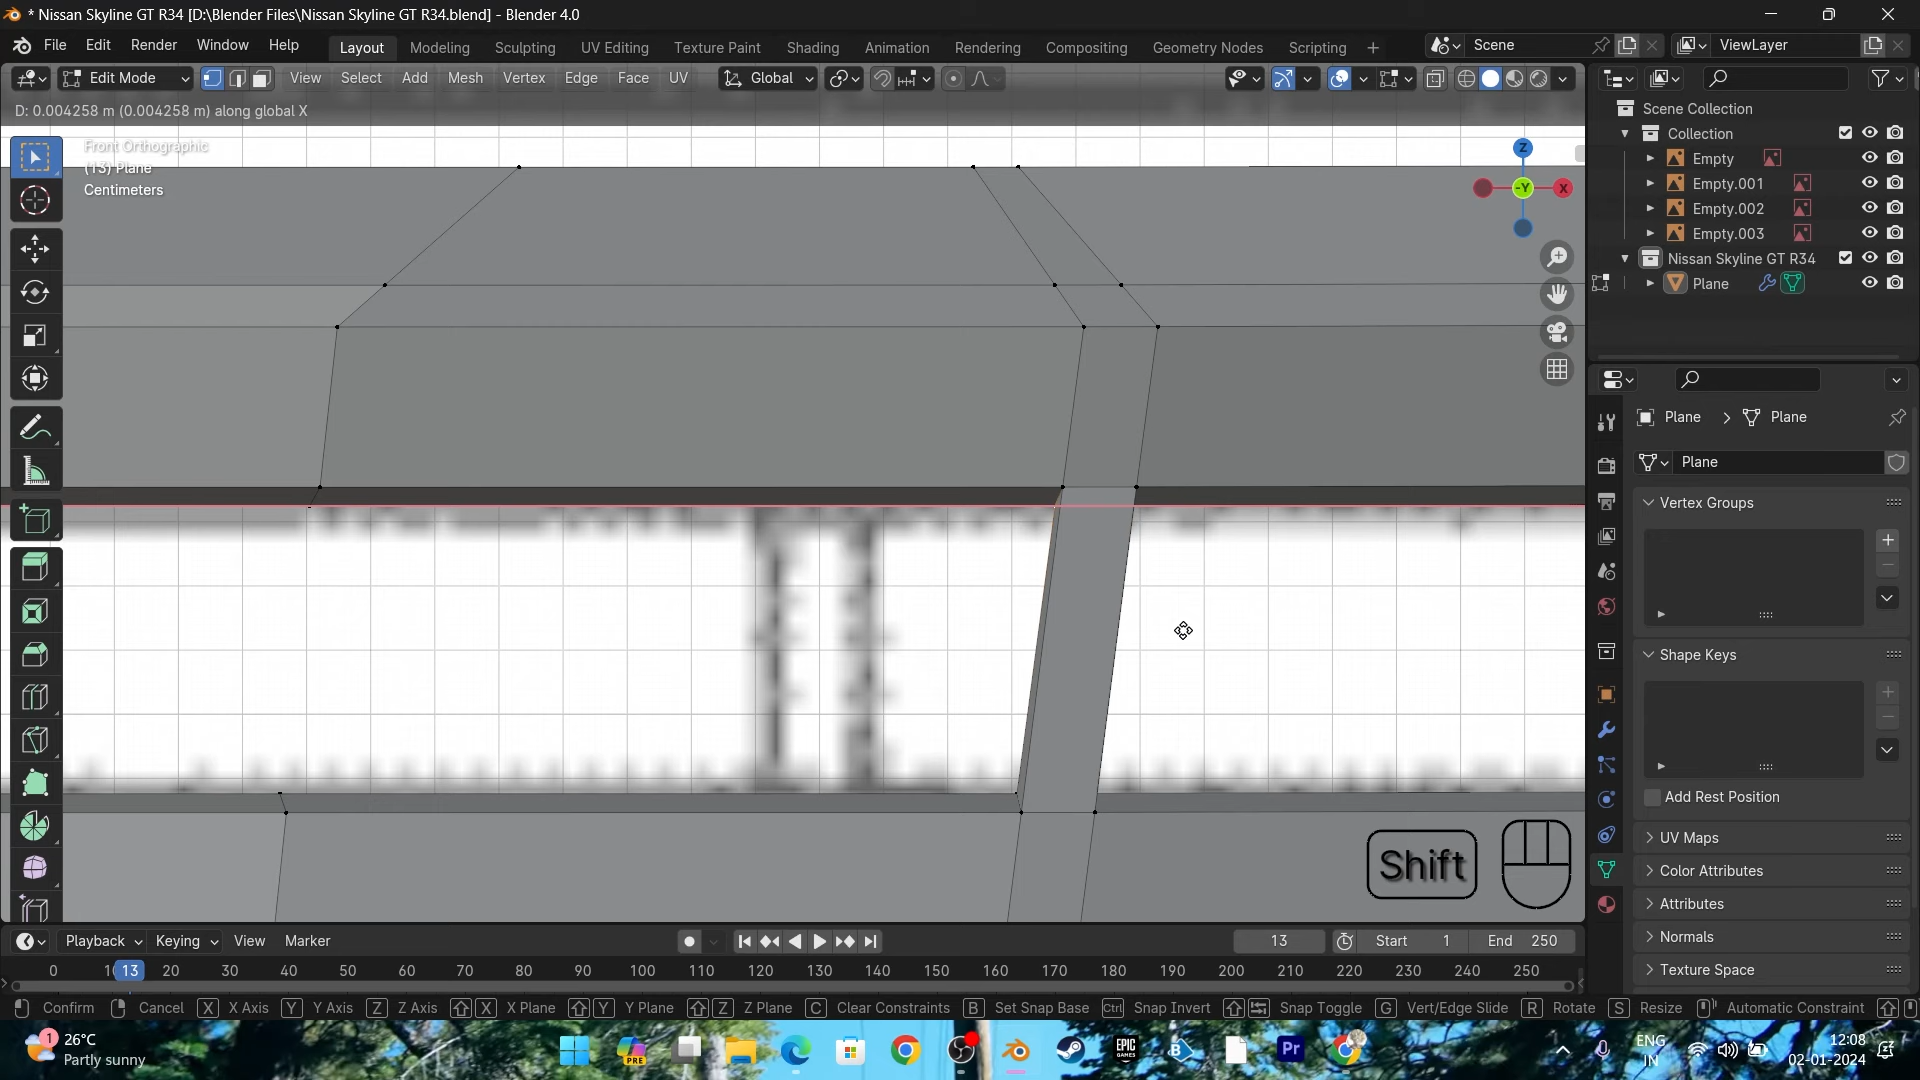 * Nissan Skyline GT R34 [D:\Blender Files\Nissan Skyline GT R34.blend] - Blender 4.0
File Edit Render Window Help Layout Modeling Sculpting UV Editing Texture Paint Shading Animation Rendering Compositing Geometry Nodes Scripting + Scene ViewLayer
Edit Mode View Select Add Mesh Vertex Edge Face UV Global
D: 0.004258 m (0.004258 m) along global X
Front Orthographic
(13) Plane
Centimeters
Z
-Y
X
Scene Collection
Collection
Empty
Empty.001
Empty.002
Empty.003
Nissan Skyline GT R34
Plane
Plane > Plane
Plane
Vertex Groups
Shape Keys
Add Rest Position
UV Maps
Color Attributes
Attributes
Normals
Texture Space
Shift
Playback Keying View Marker 13 Start 1 End 250
0 1 13 20 30 40 50 60 70 80 90 100 110 120 130 140 150 160 170 180 190 200 210 220 230 240 250
Confirm Cancel X X Axis Y Y Axis Z Z Axis X X Plane Y Y Plane Z Z Plane C Clear Constraints B Set Snap Base Ctrl Snap Invert Snap Toggle G Vert/Edge Slide R Rotate S Resize Automatic Constraint
1
26°C
Partly sunny
PRE
EPIC GAMES
Pr
ENG
IN
12:08
02-01-2024